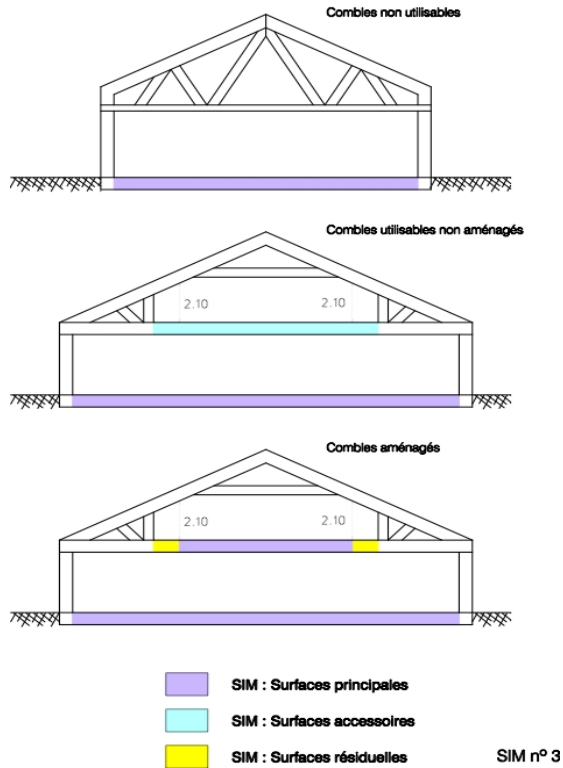 Combles non utilisables
Combles utilisables non aménagés
2.10 2.10
Combles aménagés
2.10 2.10
SIM : Surfaces principales
SIM : Surfaces accessoires
SIM : Surfaces résiduelles
SIM nº 3